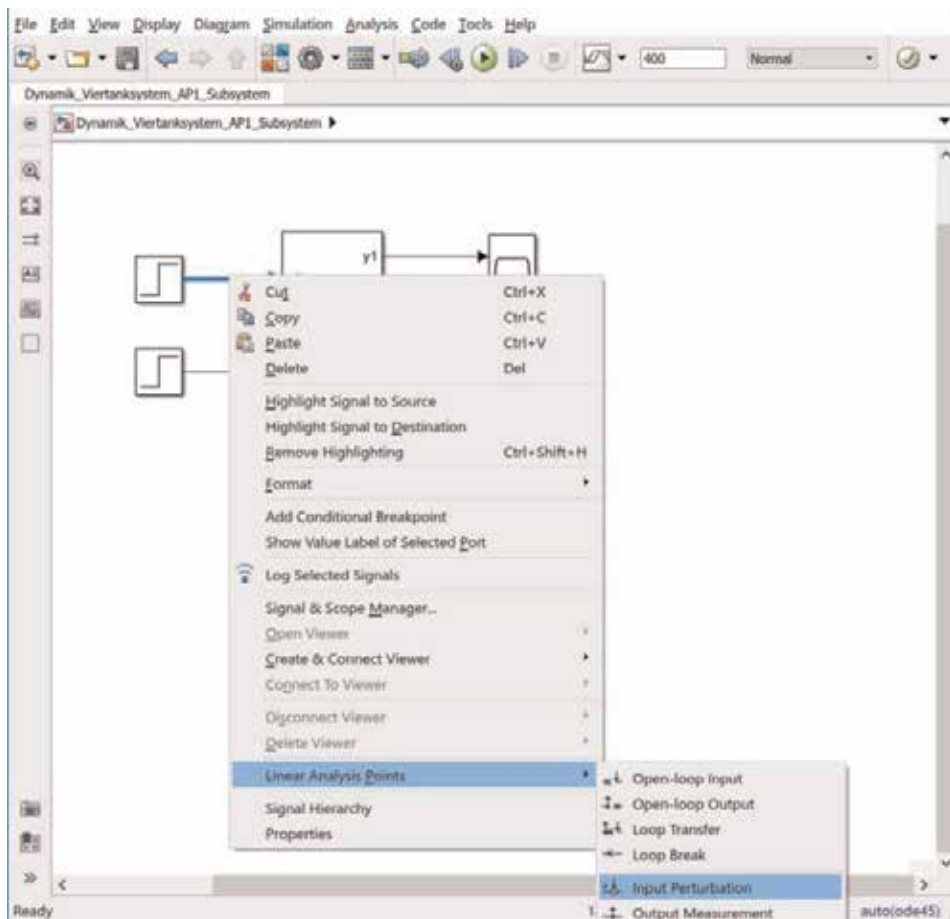 File Edit View Display Diagram Simulation Analysis Code Tools Help
400 Normal
Dynamik_Viertanksystem_AP1_Subsystem
Dynamik_Viertanksystem_AP1_Subsystem
y1
Cut Ctrl+X
Copy Ctrl+C
Paste Ctrl+V
Delete Del
Highlight Signal to Source
Highlight Signal to Destination
Remove Highlighting Ctrl+Shift+H
Format
Add Conditional Breakpoint
Show Value Label of Selected Port
Log Selected Signals
Signal & Scope Manager...
Open Viewer
Create & Connect Viewer
Connect To Viewer
Disconnect Viewer
Delete Viewer
Linear Analysis Points
Open-loop Input
Signal Hierarchy
Open-loop Output
Properties
Loop Transfer
Loop Break
Input Perturbation
Ready 1 Output Measurement auto(ode45)